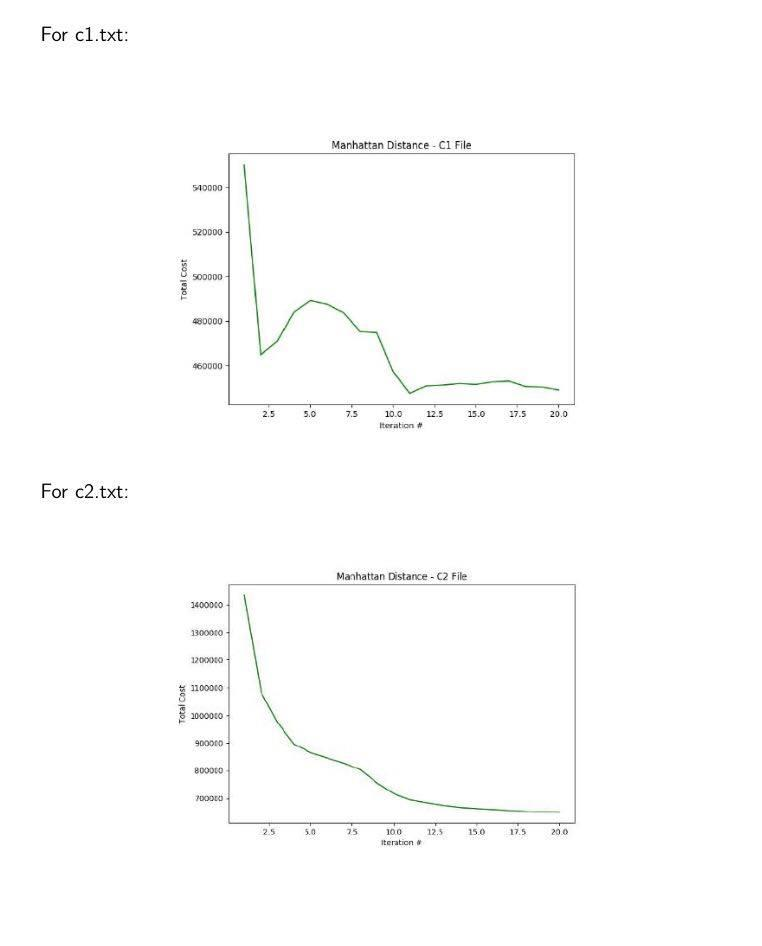 For c1.txt:
Manhattan Distance - C1 File
540000
520000
500000
480000
460000
Total Cost
2.5 5.0 7.5 10.0 12.5 15.0 17.5 20.0
Iteration #
For c2.txt:
Manhattan Distance - C2 File
1400000
1300000
1200000
1100000
1000000
900000
800000
700000
Total Cost
2.5 5.0 7.5 10.0 12.5 15.0 17.5 20.0
Iteration #